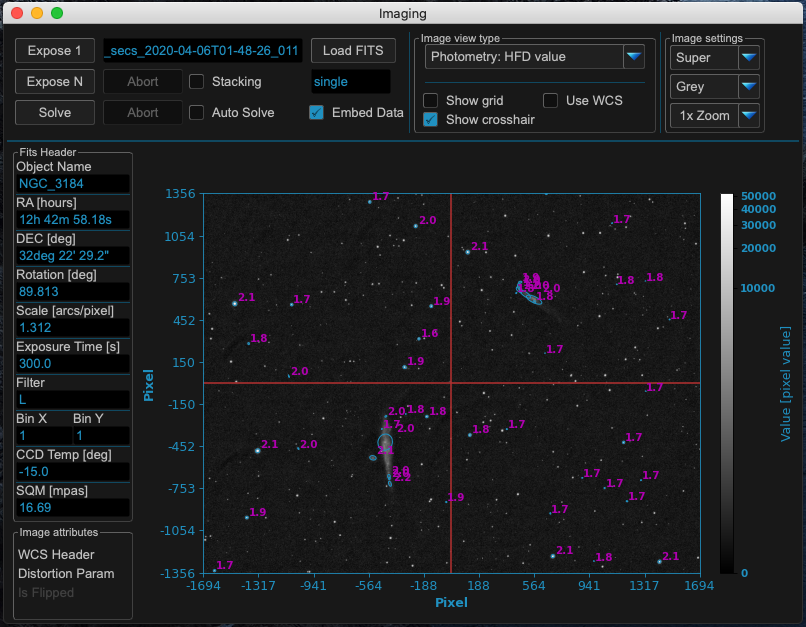 Imaging
Expose 1
_secs_2020-04-06T01-48-26_011
Load FITS
Expose N
Abort
Stacking
single
Solve
Abort
Auto Solve
Embed Data
Image view type
Photometry: HFD value
Show grid
Use WCS
Show crosshair
Image settings
Super
Grey
1x Zoom
Fits Header
Object Name
NGC_3184
RA [hours]
12h 42m 58.18s
DEC [deg]
32deg 22' 29.2"
Rotation [deg]
89.813
Scale [arcs/pixel]
1.312
Exposure Time [s]
300.0
Filter
L
Bin X Bin Y
1 1
CCD Temp [deg]
-15.0
SQM [mpas]
16.69
Image attributes
WCS Header
Distortion Param
Is Flipped
Pixel
1356
1054
753
452
150
-150
-452
-753
-1054
-1356
1.7
2.0
1.7
2.1
1.8
1.8
2.1
1.7
1.9
1.8
1.7
1.8
1.6
1.7
1.9
2.0
1.7
2.0
1.8
1.8
2.0
1.8
1.7
1.7
2.1
2.0
2.2
1.7
1.7
1.7
1.9
1.8
1.9
1.7
2.1
1.8
2.1
1.7
-1694 -1317 -941 -564 -188 188 564 941 1317 1694
Pixel
50000
40000
30000
20000
10000
0
Value [pixel value]